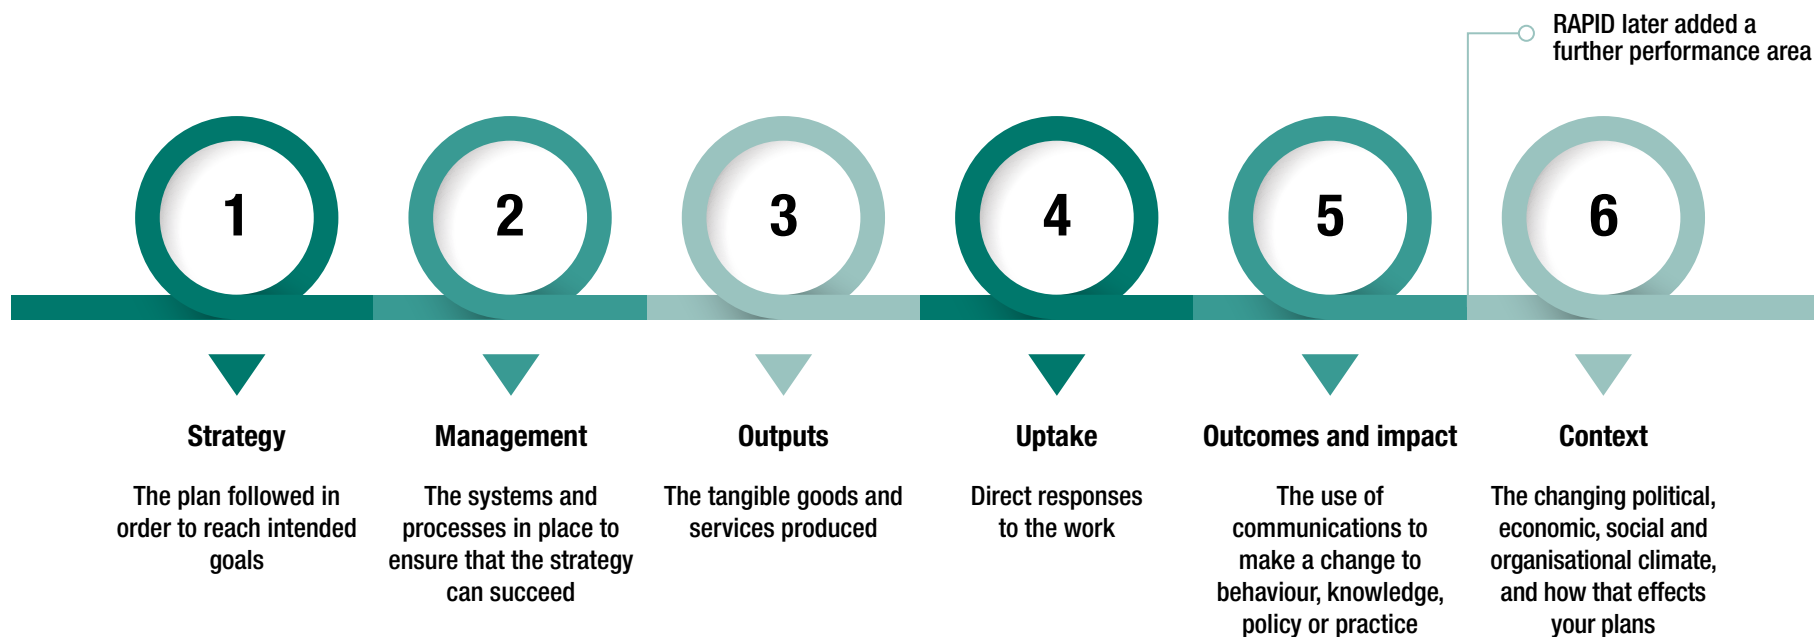 RAPID later added a
further performance area
1
2
3
4
5
6
Strategy
The plan followed in
order to reach intended
goals
Management
The systems and
processes in place to
ensure that the strategy
can succeed
Outputs
The tangible goods and
services produced
Uptake
Direct responses
to the work
Outcomes and impact
The use of
communications to
make a change to
behaviour, knowledge,
policy or practice
Context
The changing political,
economic, social and
organisational climate,
and how that effects
your plans